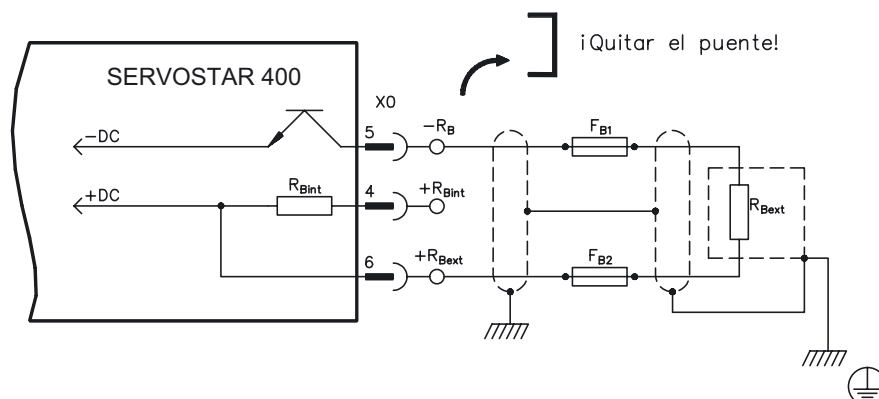 ¡Quitar el puente!
SERVOSTAR 400
X0
–DC
5
–RB
FB1
+DC
RBint
4
+RBint
RBext
6
+RBext
FB2